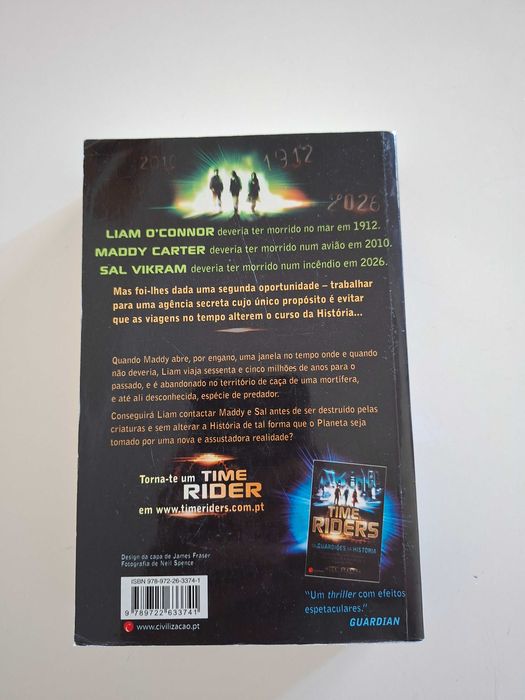 2010 1912
2026
LIAM O'CONNOR deveria ter morrido no mar em 1912.
MADDY CARTER deveria ter morrido num avião em 2010.
SAL VIKRAM deveria ter morrido num incêndio em 2026.
Mas foi-lhes dada uma segunda oportunidade – trabalhar
para uma agência secreta cujo único propósito é evitar
que as viagens no tempo alterem o curso da História...
Quando Maddy abre, por engano, uma janela no tempo onde e quando
não deveria, Liam viaja sessenta e cinco milhões de anos para o
passado, e é abandonado no território de caça de uma mortífera,
e até ali desconhecida, espécie de predador.
Conseguirá Liam contactar Maddy e Sal antes de ser destruído pelas
criaturas e sem alterar a História de tal forma que o Planeta seja
tomado por uma nova e assustadora realidade?
Torna-te um TIME
RIDER
em www.timeriders.com.pt
TIME
RIDERS
OS GUARDIÕES DA HISTÓRIA
Design da capa de James Fraser
Fotografia de Neil Spence
ISBN 978-972-26-3374-1
9 789722 633741
www.civilizacao.pt
"Um thriller com efeitos
espetaculares."
GUARDIAN